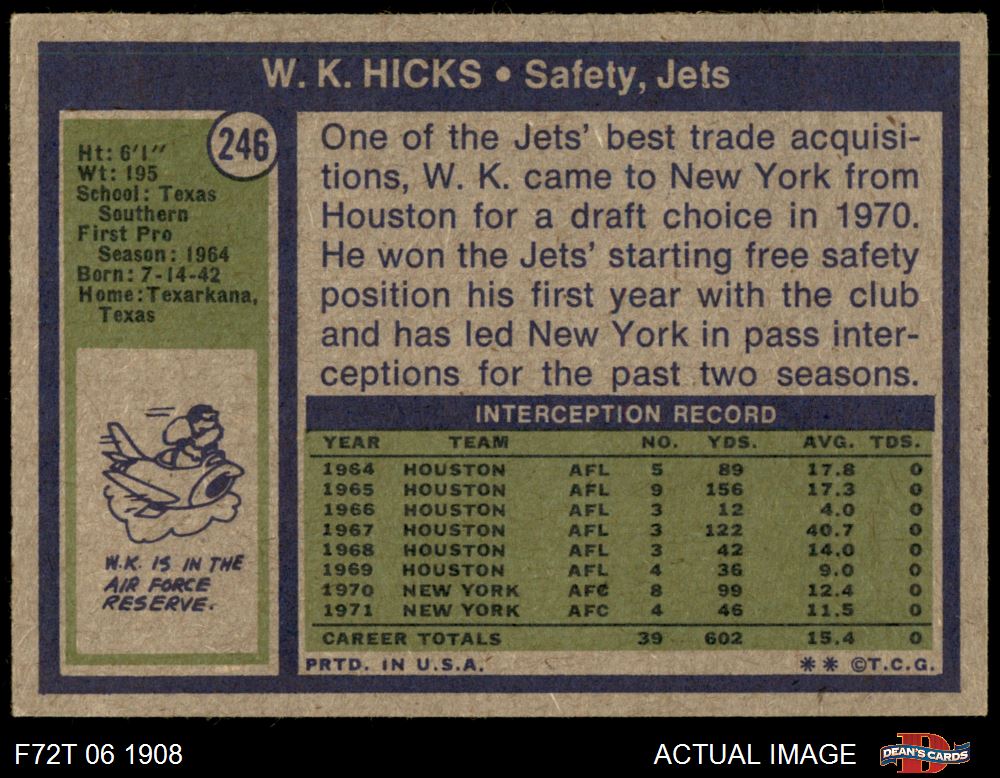 W. K. HICKS • Safety, Jets
246
Ht: 6'1"
Wt: 195
School: Texas
Southern
First Pro
Season: 1964
Born: 7-14-42
Home: Texarkana,
Texas
W.K. IS IN THE
AIR FORCE
RESERVE.
One of the Jets' best trade acquisi-
tions, W. K. came to New York from
Houston for a draft choice in 1970.
He won the Jets' starting free safety
position his first year with the club
and has led New York in pass inter-
ceptions for the past two seasons.
INTERCEPTION RECORD
YEAR TEAM NO. YDS. AVG. TDS.
1964 HOUSTON AFL 5 89 17.8 0
1965 HOUSTON AFL 9 156 17.3 0
1966 HOUSTON AFL 3 12 4.0 0
1967 HOUSTON AFL 3 122 40.7 0
1968 HOUSTON AFL 3 42 14.0 0
1969 HOUSTON AFL 4 36 9.0 0
1970 NEW YORK AFC 8 99 12.4 0
1971 NEW YORK AFC 4 46 11.5 0
CAREER TOTALS 39 602 15.4 0
PRTD. IN U.S.A. ** ©T.C.G.
F72T 06 1908 ACTUAL IMAGE D DEAN'S CARDS